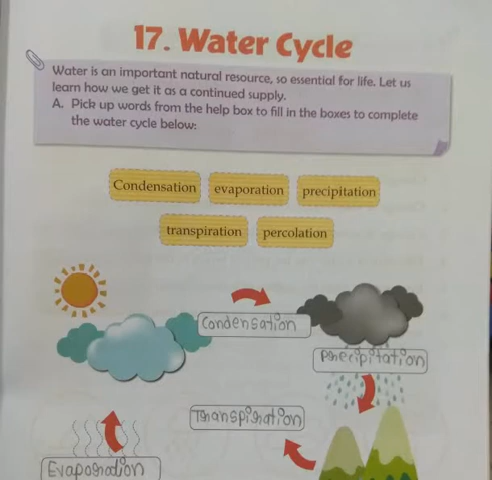 17. Water Cycle
Water is an important natural resource, so essential for life. Let us
learn how we get it as a continued supply.
A. Pick up words from the help box to fill in the boxes to complete
the water cycle below:
Condensation evaporation precipitation
transpiration percolation
Condensation
Precipitation
Transpiration
Evaporation